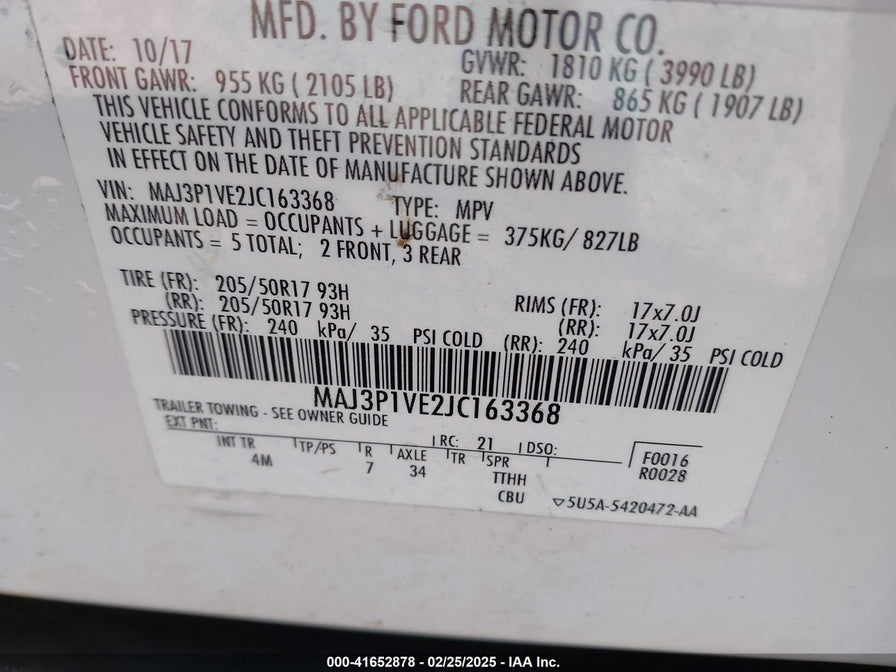 MFD. BY FORD MOTOR CO.
DATE: 10/17 GVWR: 1810 KG ( 3990 LB)
FRONT GAWR: 955 KG ( 2105 LB) REAR GAWR: 865 KG ( 1907 LB)
THIS VEHICLE CONFORMS TO ALL APPLICABLE FEDERAL MOTOR
VEHICLE SAFETY AND THEFT PREVENTION STANDARDS
IN EFFECT ON THE DATE OF MANUFACTURE SHOWN ABOVE.
VIN: MAJ3P1VE2JC163368 TYPE: MPV
MAXIMUM LOAD = OCCUPANTS + LUGGAGE = 375KG/ 827LB
OCCUPANTS = 5 TOTAL; 2 FRONT, 3 REAR
TIRE (FR): 205/50R17 93H RIMS (FR): 17x7.0J
(RR): 205/50R17 93H (RR): 17x7.0J
PRESSURE (FR): 240 kPa/ 35 PSI COLD (RR): 240 kPa/ 35 PSI COLD
MAJ3P1VE2JC163368
TRAILER TOWING - SEE OWNER GUIDE
EXT PNT: RC: 21 DSO:
INT TR TP/PS R AXLE TR SPR F0016
4M 7 34 TTHH R0028
CBU ▽5U5A-5420472-AA
000-41652878 - 02/25/2025 - IAA Inc.